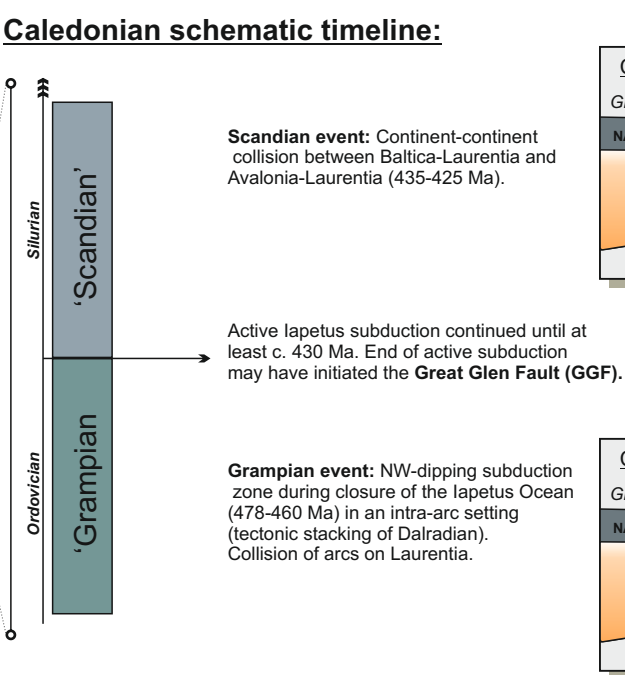 Caledonian schematic timeline:
Silurian
‘Scandian’
Scandian event: Continent-continent
collision between Baltica-Laurentia and
Avalonia-Laurentia (435-425 Ma).
Active Iapetus subduction continued until at
least c. 430 Ma. End of active subduction
may have initiated the Great Glen Fault (GGF).
Ordovician
‘Grampian
Grampian event: NW-dipping subduction
zone during closure of the Iapetus Ocean
(478-460 Ma) in an intra-arc setting
(tectonic stacking of Dalradian).
Collision of arcs on Laurentia.